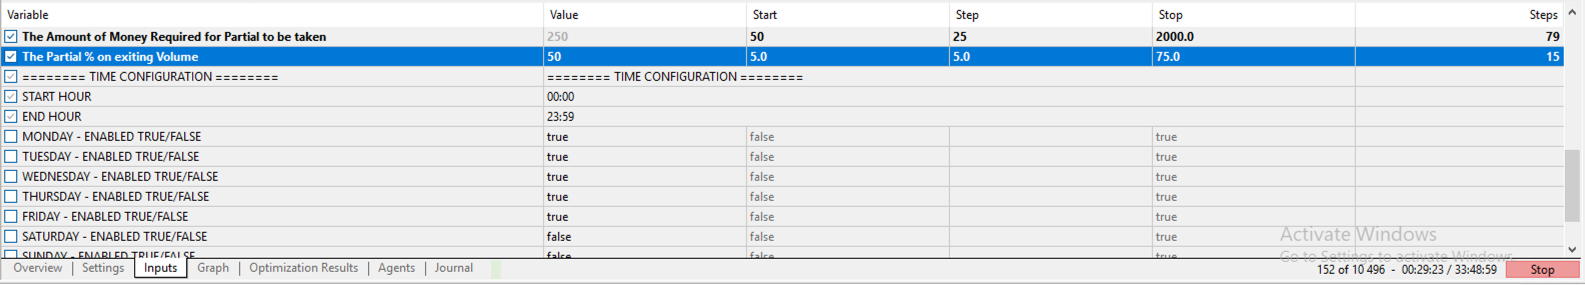 Variable Value Start Step Stop Steps
The Amount of Money Required for Partial to be taken 250 50 25 2000.0 79
The Partial % on exiting Volume 50 5.0 5.0 75.0 15
======== TIME CONFIGURATION ======== ======== TIME CONFIGURATION ========
START HOUR 00:00
END HOUR 23:59
MONDAY - ENABLED TRUE/FALSE true false true
TUESDAY - ENABLED TRUE/FALSE true false true
WEDNESDAY - ENABLED TRUE/FALSE true false true
THURSDAY - ENABLED TRUE/FALSE true false true
FRIDAY - ENABLED TRUE/FALSE true false true
SATURDAY - ENABLED TRUE/FALSE false false true
SUNDAY - ENABLED TRUE/FALSE false false true
Activate Windows
Go to Settings to activate Windows.
Overview Settings Inputs Graph Optimization Results Agents Journal 152 of 10 496 - 00:29:23 / 33:48:59 Stop